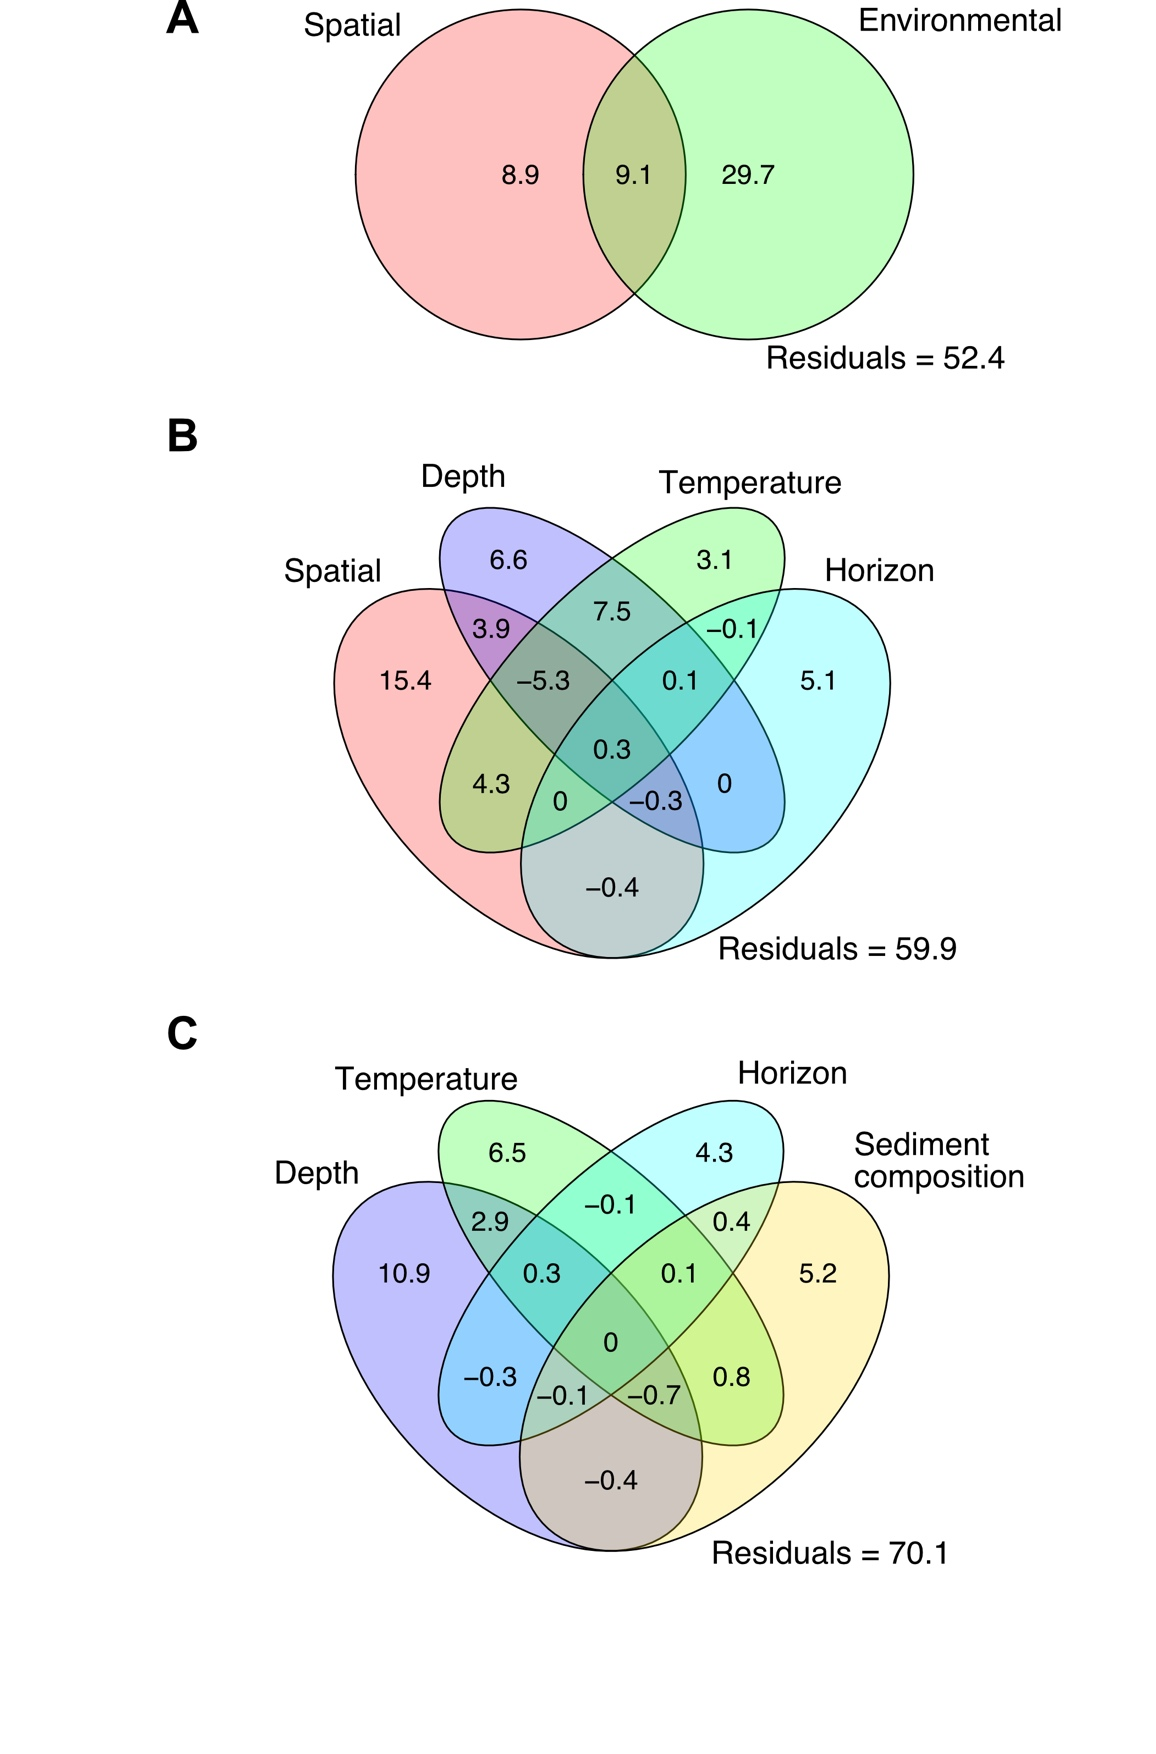 A
Spatial
Environmental
8.9
9.1
29.7
Residuals = 52.4
B
Depth
Temperature
Spatial
Horizon
6.6
3.1
7.5
3.9
−0.1
15.4
−5.3
0.1
5.1
0.3
4.3
0
0
−0.3
−0.4
Residuals = 59.9
C
Temperature
Horizon
Depth
Sediment
composition
6.5
4.3
−0.1
2.9
0.4
10.9
0.3
0.1
5.2
0
−0.3
0.8
−0.1
−0.7
−0.4
Residuals = 70.1